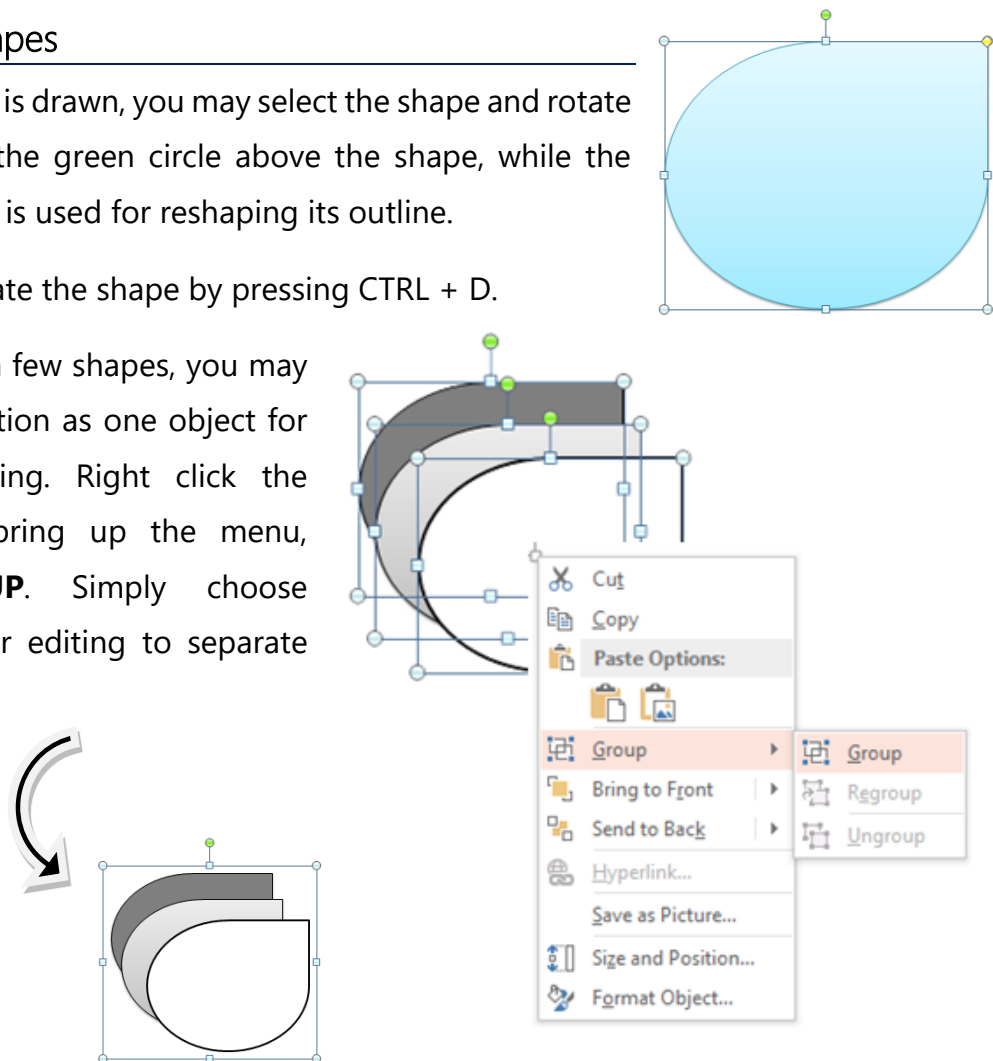 apes
is drawn, you may select the shape and rotate
the green circle above the shape, while the
is used for reshaping its outline.
ate the shape by pressing CTRL + D.
few shapes, you may
tion as one object for
ing. Right click the
bring up the menu,
UP. Simply choose
r editing to separate
Cut
Copy
Paste Options:
Group
Bring to Front
Send to Back
Hyperlink...
Save as Picture...
Size and Position...
Format Object...
Group
Regroup
Ungroup